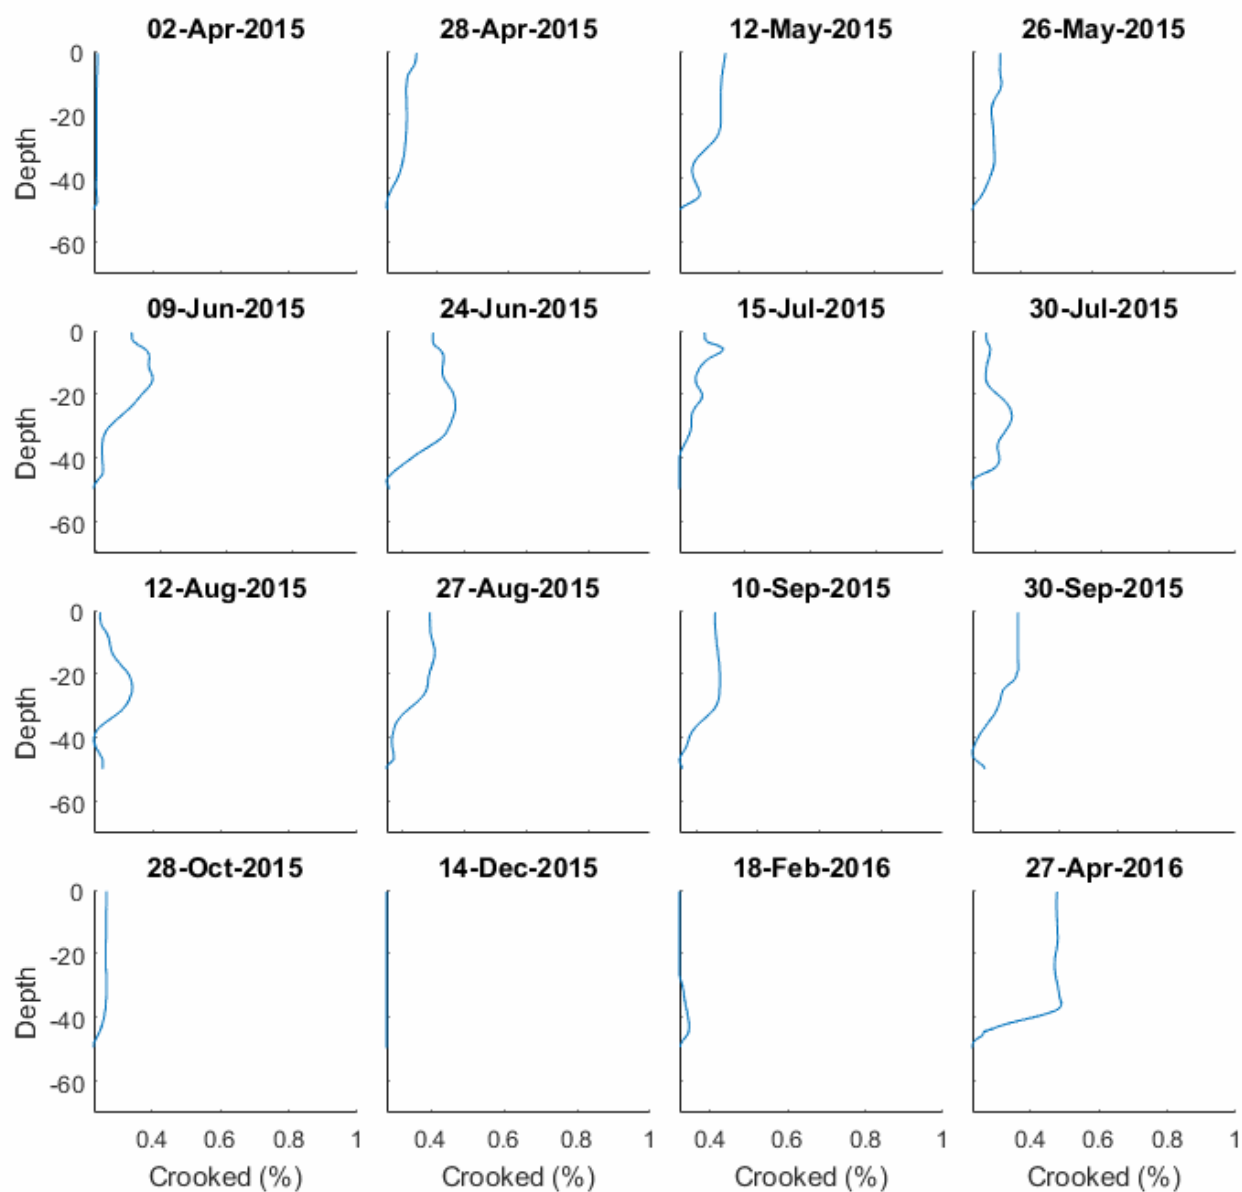 02-Apr-2015 28-Apr-2015 12-May-2015 26-May-2015
0
-20
-40
-60
Depth
09-Jun-2015 24-Jun-2015 15-Jul-2015 30-Jul-2015
0
-20
-40
-60
Depth
12-Aug-2015 27-Aug-2015 10-Sep-2015 30-Sep-2015
0
-20
-40
-60
Depth
28-Oct-2015 14-Dec-2015 18-Feb-2016 27-Apr-2016
0
-20
-40
-60
Depth
0.4 0.6 0.8 1 0.4 0.6 0.8 1 0.4 0.6 0.8 1 0.4 0.6 0.8 1
Crooked (%) Crooked (%) Crooked (%) Crooked (%)